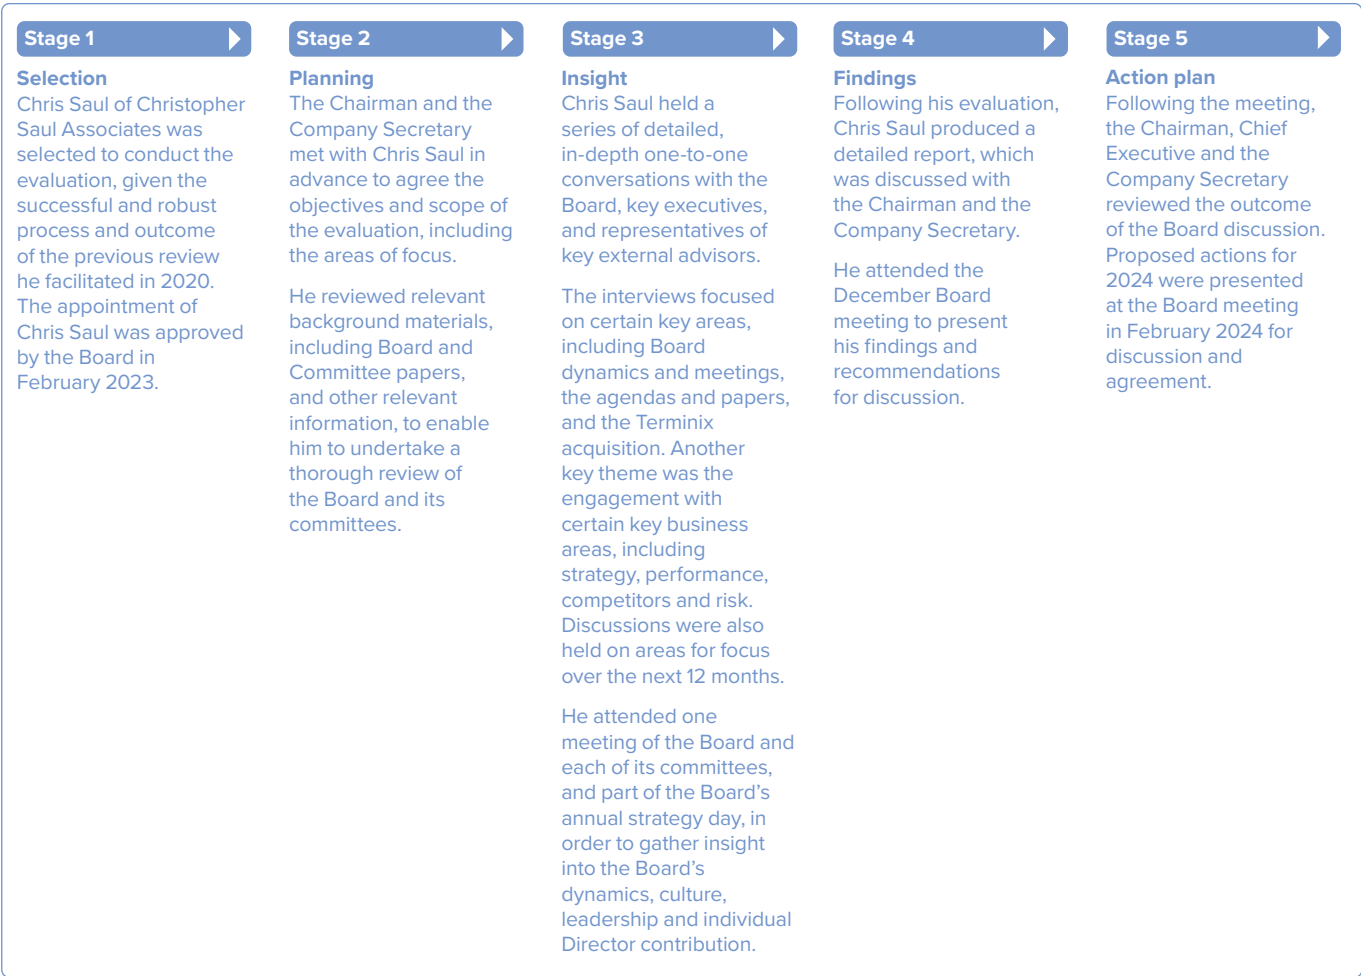 Stage 1
Selection
Chris Saul of Christopher
Saul Associates was
selected to conduct the
evaluation, given the
successful and robust
process and outcome
of the previous review
he facilitated in 2020.
The appointment of
Chris Saul was approved
by the Board in
February 2023.
Stage 2
Planning
The Chairman and the
Company Secretary
met with Chris Saul in
advance to agree the
objectives and scope of
the evaluation, including
the areas of focus.
He reviewed relevant
background materials,
including Board and
Committee papers,
and other relevant
information, to enable
him to undertake a
thorough review of
the Board and its
committees.
Stage 3
Insight
Chris Saul held a
series of detailed,
in-depth one-to-one
conversations with the
Board, key executives,
and representatives of
key external advisors.
The interviews focused
on certain key areas,
including Board
dynamics and meetings,
the agendas and papers,
and the Terminix
acquisition. Another
key theme was the
engagement with
certain key business
areas, including
strategy, performance,
competitors and risk.
Discussions were also
held on areas for focus
over the next 12 months.
He attended one
meeting of the Board and
each of its committees,
and part of the Board’s
annual strategy day, in
order to gather insight
into the Board’s
dynamics, culture,
leadership and individual
Director contribution.
Stage 4
Findings
Following his evaluation,
Chris Saul produced a
detailed report, which
was discussed with
the Chairman and the
Company Secretary.
He attended the
December Board
meeting to present
his findings and
recommendations
for discussion.
Stage 5
Action plan
Following the meeting,
the Chairman, Chief
Executive and the
Company Secretary
reviewed the outcome
of the Board discussion.
Proposed actions for
2024 were presented
at the Board meeting
in February 2024 for
discussion and
agreement.